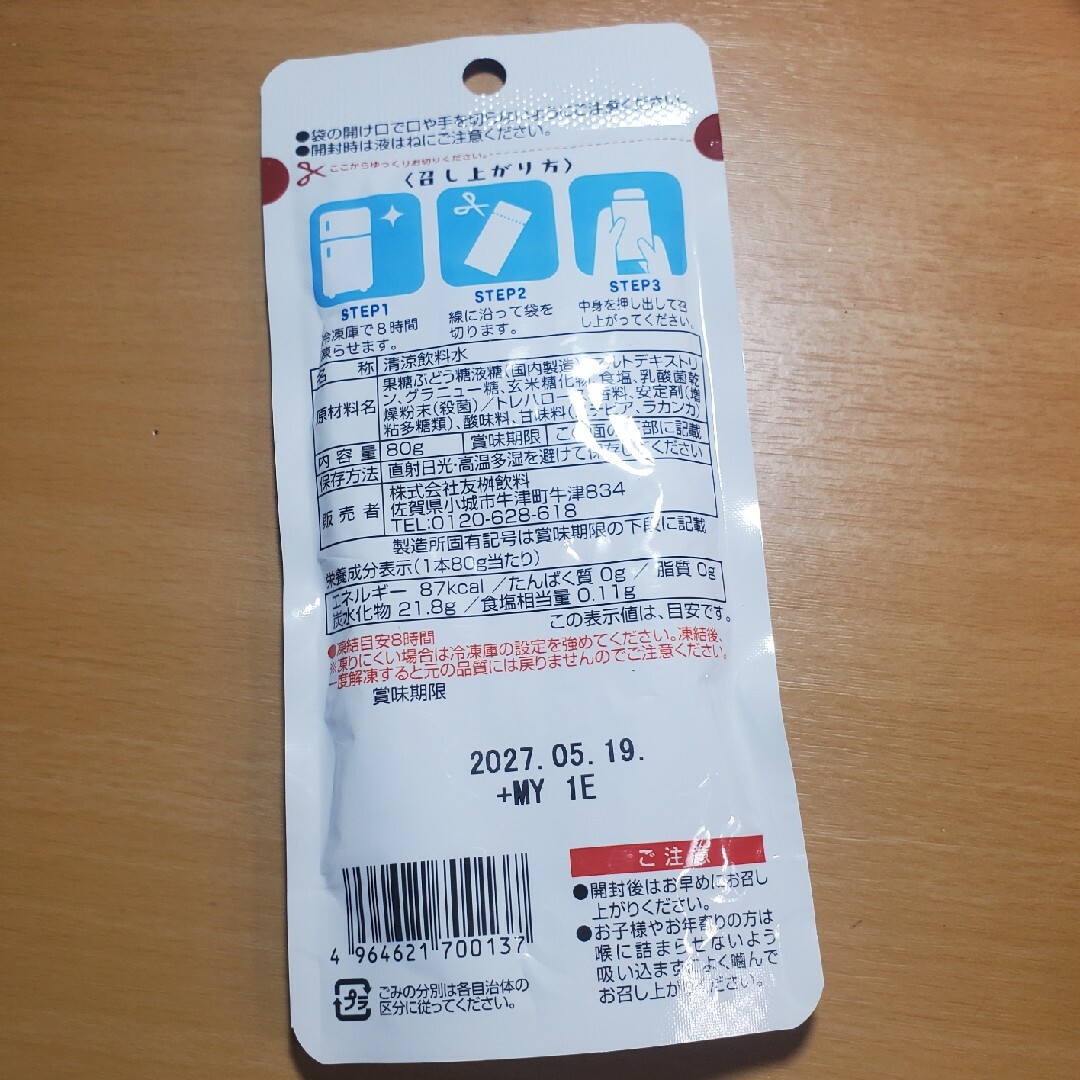 ●袋の開け口で口や手を切らないようにご注意ください。
●開封時は液はねにご注意ください。
ここからゆっくりお切りください。
〈召し上がり方〉
STEP1
STEP2
STEP3
冷凍庫で8時間
凍らせます。
線に沿って袋を
切ります。
中身を押し出して召
し上がってください。
名 称 清涼飲料水
原材料名 果糖ぶどう糖液糖(国内製造)、マルトデキストリ
ン、グラニュー糖、玄米糖化物、食塩、乳酸菌乾
燥粉末(殺菌)/トレハロース、香料、安定剤(増
粘多糖類)、酸味料、甘味料(ステビア、ラカンカ)
内容量 80g 賞味期限 この面の下部に記載
保存方法 直射日光・高温多湿を避けて保存してください
販売者 株式会社友桝飲料
佐賀県小城市牛津町牛津834
TEL:0120-628-618
製造所固有記号は賞味期限の下段に記載
栄養成分表示(1本80g当たり)
エネルギー 87kcal /たんぱく質 0g / 脂質 0g
炭水化物 21.8g /食塩相当量 0.11g
この表示値は、目安です。
●凍結目安8時間
※凍りにくい場合は冷凍庫の設定を強めてください。凍結後、
一度解凍すると元の品質には戻りませんのでご注意ください。
賞味期限
2027.05.19.
+MY 1E
ご注意
●開封後はお早めにお召し
上がりください。
●お子様やお年寄りの方は
喉に詰まらせないよう
吸い込まずによく噛んで
お召し上がりください。
4 964621 700137
プラ
ごみの分別は各自治体の
区分に従ってください。